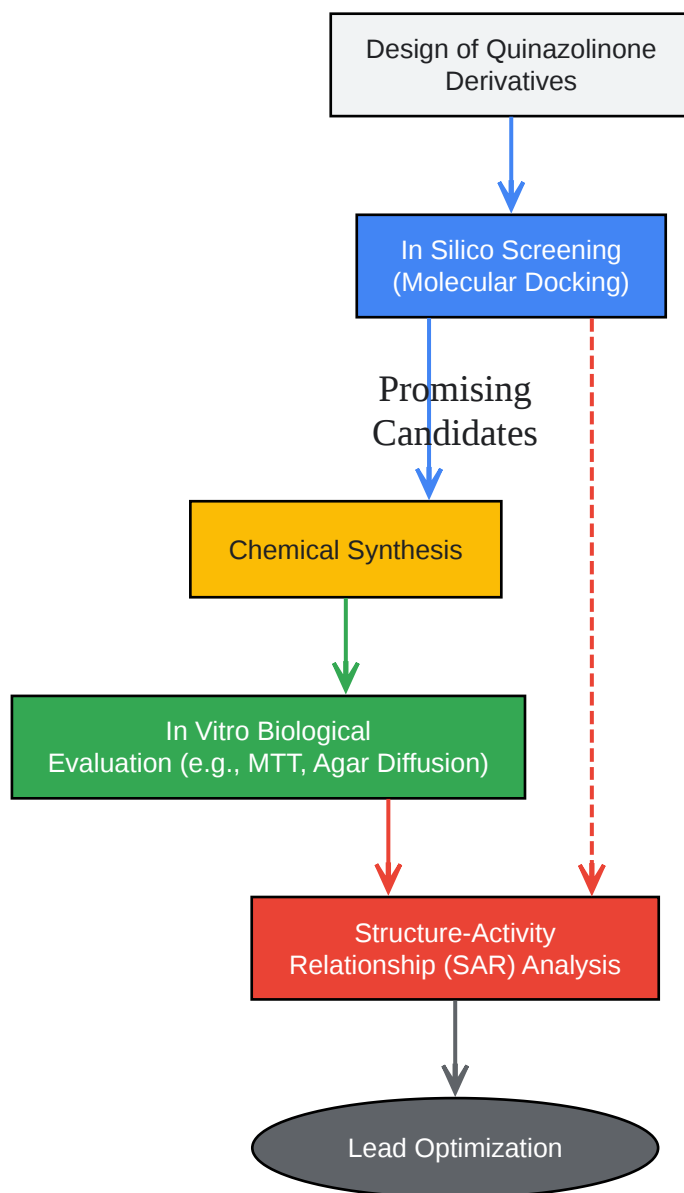 Design of Quinazolinone
Derivatives
In Silico Screening
(Molecular Docking)
Promising
Candidates
Chemical Synthesis
In Vitro Biological
Evaluation (e.g., MTT, Agar Diffusion)
Structure-Activity
Relationship (SAR) Analysis
Lead Optimization